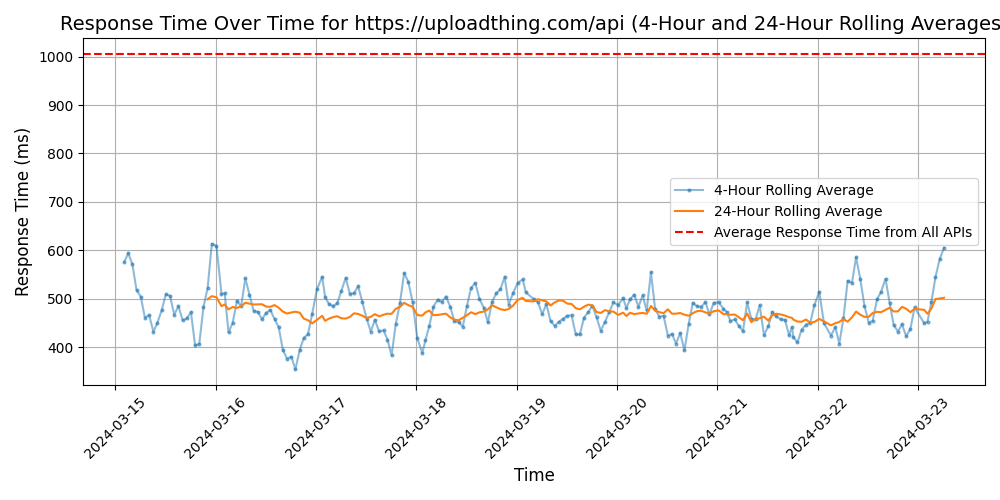 Response Time Over Time for https://uploadthing.com/api (4-Hour and 24-Hour Rolling Averages
Response Time (ms)
1000
900
800
700
600
500
400
4-Hour Rolling Average
24-Hour Rolling Average
Average Response Time from All APIs
2024-03-15
2024-03-16
2024-03-17
2024-03-18
2024-03-19
2024-03-20
2024-03-21
2024-03-22
2024-03-23
Time